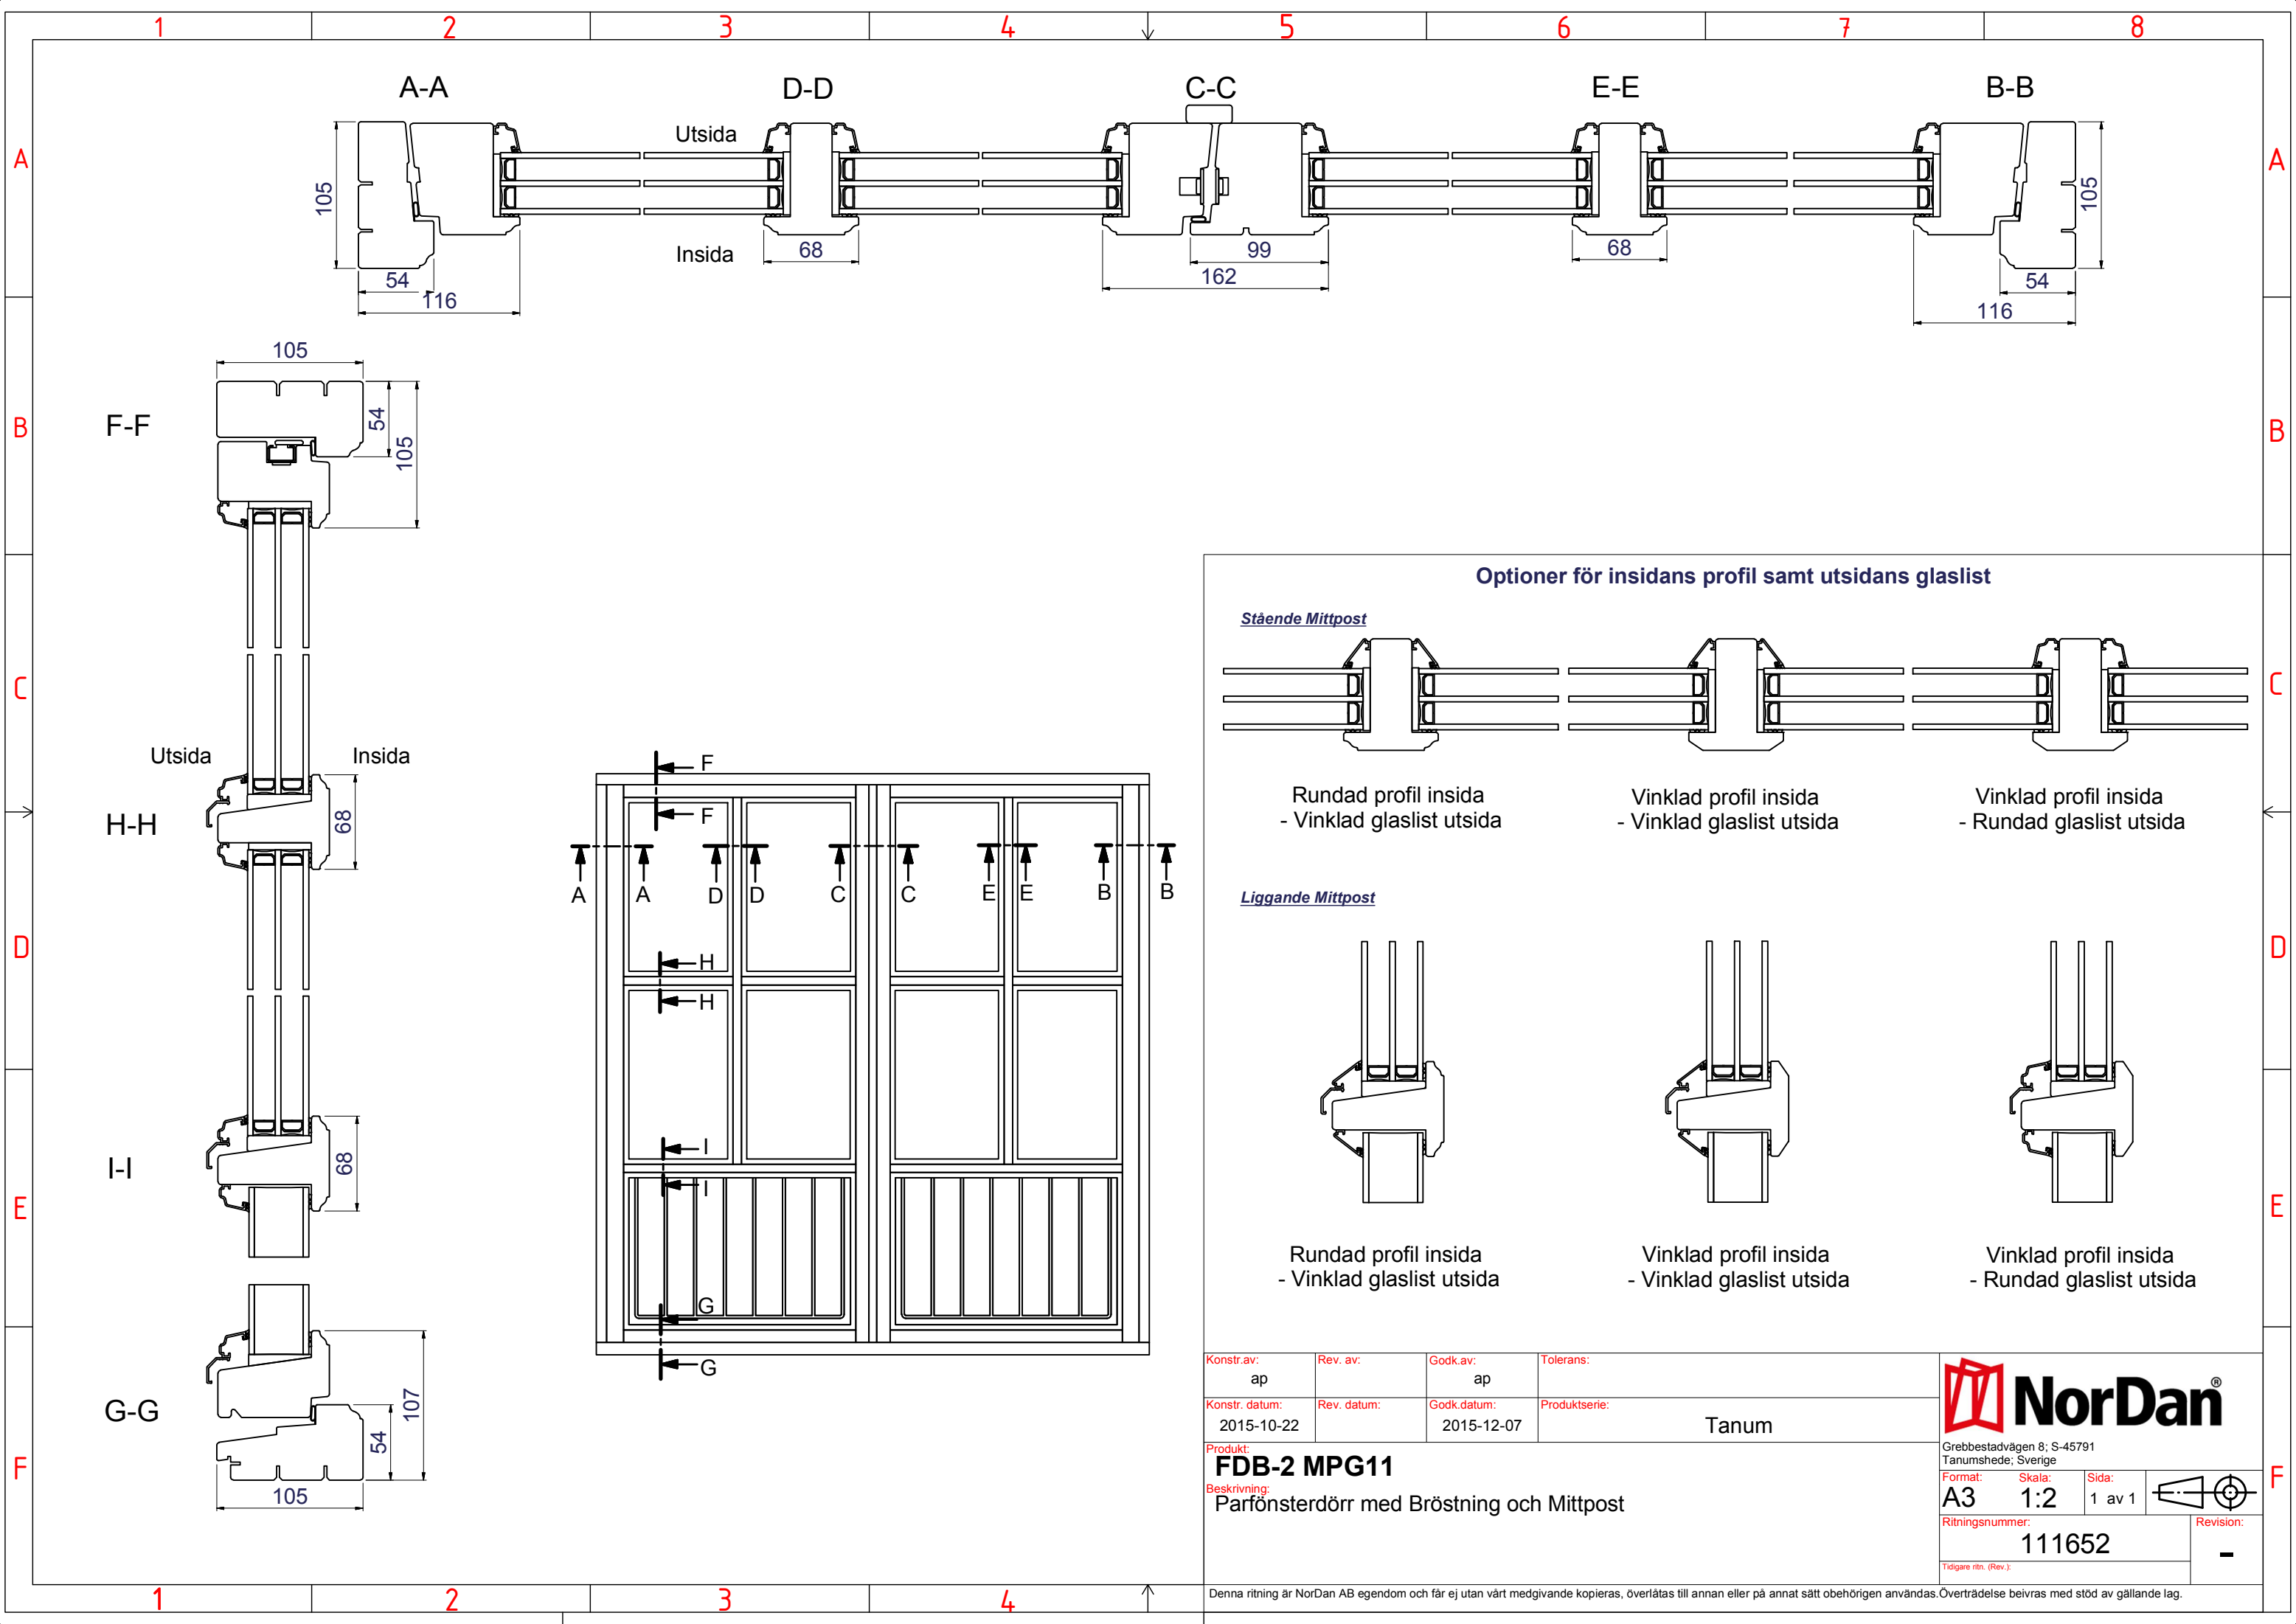 1 2 3 4 5 6 7 8
A-A D-D C-C E-E B-B
Utsida
A A
105 105
Insida 68 99 68
54 162 54
116 116
105
F-F 54
105
B B
Optioner för insidans profil samt utsidans glaslist
Stående Mittpost
C C
Utsida Insida
H-H 68
Rundad profil insida
- Vinklad glaslist utsida
Vinklad profil insida
- Vinklad glaslist utsida
Vinklad profil insida
- Rundad glaslist utsida
F
F
A A D D C C E E B B
H
H
I
I
G
G
Liggande Mittpost
D D
I-I 68
E E
Rundad profil insida
- Vinklad glaslist utsida
Vinklad profil insida
- Vinklad glaslist utsida
Vinklad profil insida
- Rundad glaslist utsida
G-G 107
54
105
F F
Konstr.av: Rev. av: Godk.av: Tolerans:
ap ap
Konstr. datum: Rev. datum: Godk.datum: Produktserie:
2015-10-22 2015-12-07 Tanum
Produkt:
FDB-2 MPG11
Beskrivning:
Parfönsterdörr med Bröstning och Mittpost
NorDan®
Grebbestadvägen 8; S-45791
Tanumshede; Sverige
Format: Skala: Sida:
A3 1:2 1 av 1
Ritningsnummer: Revision:
111652 -
Tidigare ritn. (Rev.):
Denna ritning är NorDan AB egendom och får ej utan vårt medgivande kopieras, överlåtas till annan eller på annat sätt obehörigen användas.Överträdelse beivras med stöd av gällande lag.
1 2 3 4